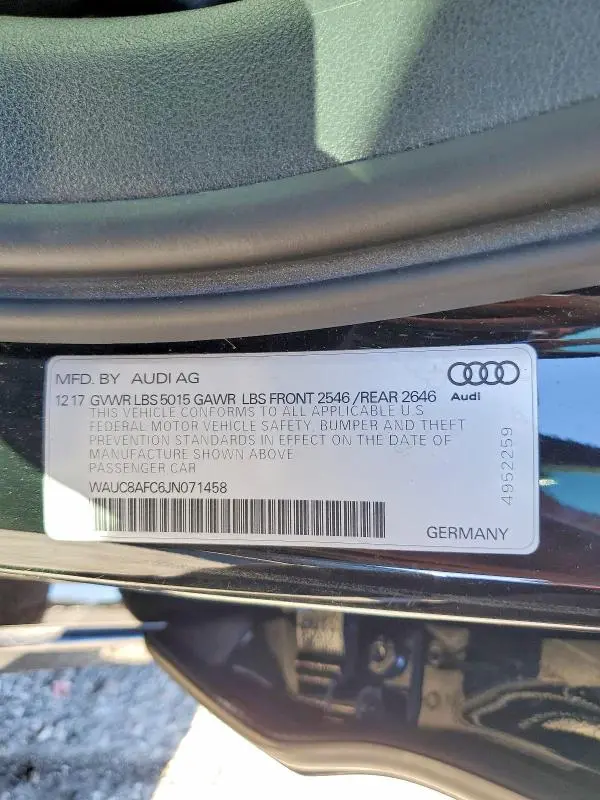 MFD. BY AUDI AG
12 17 GVWR LBS 5015 GAWR LBS FRONT 2546 /REAR 2646 Audi
THIS VEHICLE CONFORMS TO ALL APPLICABLE U.S
FEDERAL MOTOR VEHICLE SAFETY, BUMPER AND THEFT
PREVENTION STANDARDS IN EFFECT ON THE DATE OF
MANUFACTURE SHOWN ABOVE
PASSENGER CAR
WAUC8AFC6JN071458
GERMANY
4952259